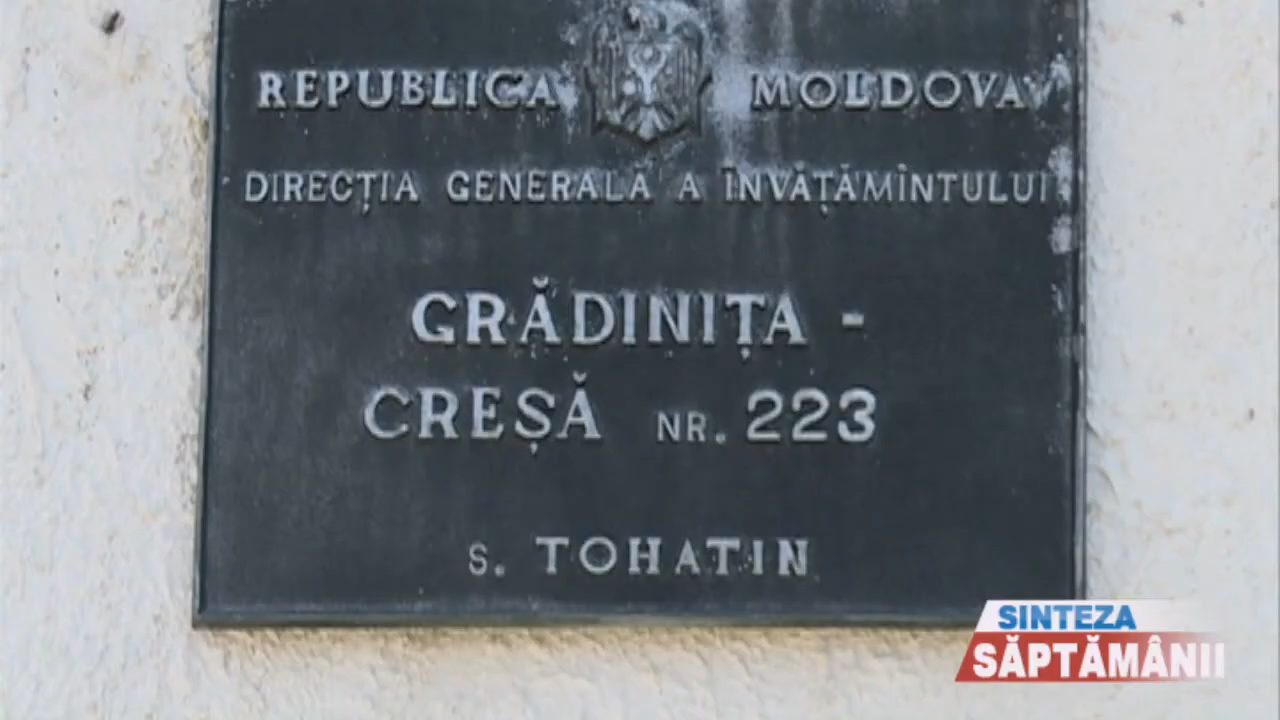 REPUBLICA MOLDOVA
DIRECȚIA GENERALĂ A ÎNVĂȚĂMÎNTULUI
GRĂDINIȚA -
CREȘĂ NR. 223
s. TOHATIN
SINTEZA
SĂPTĂMÂNII